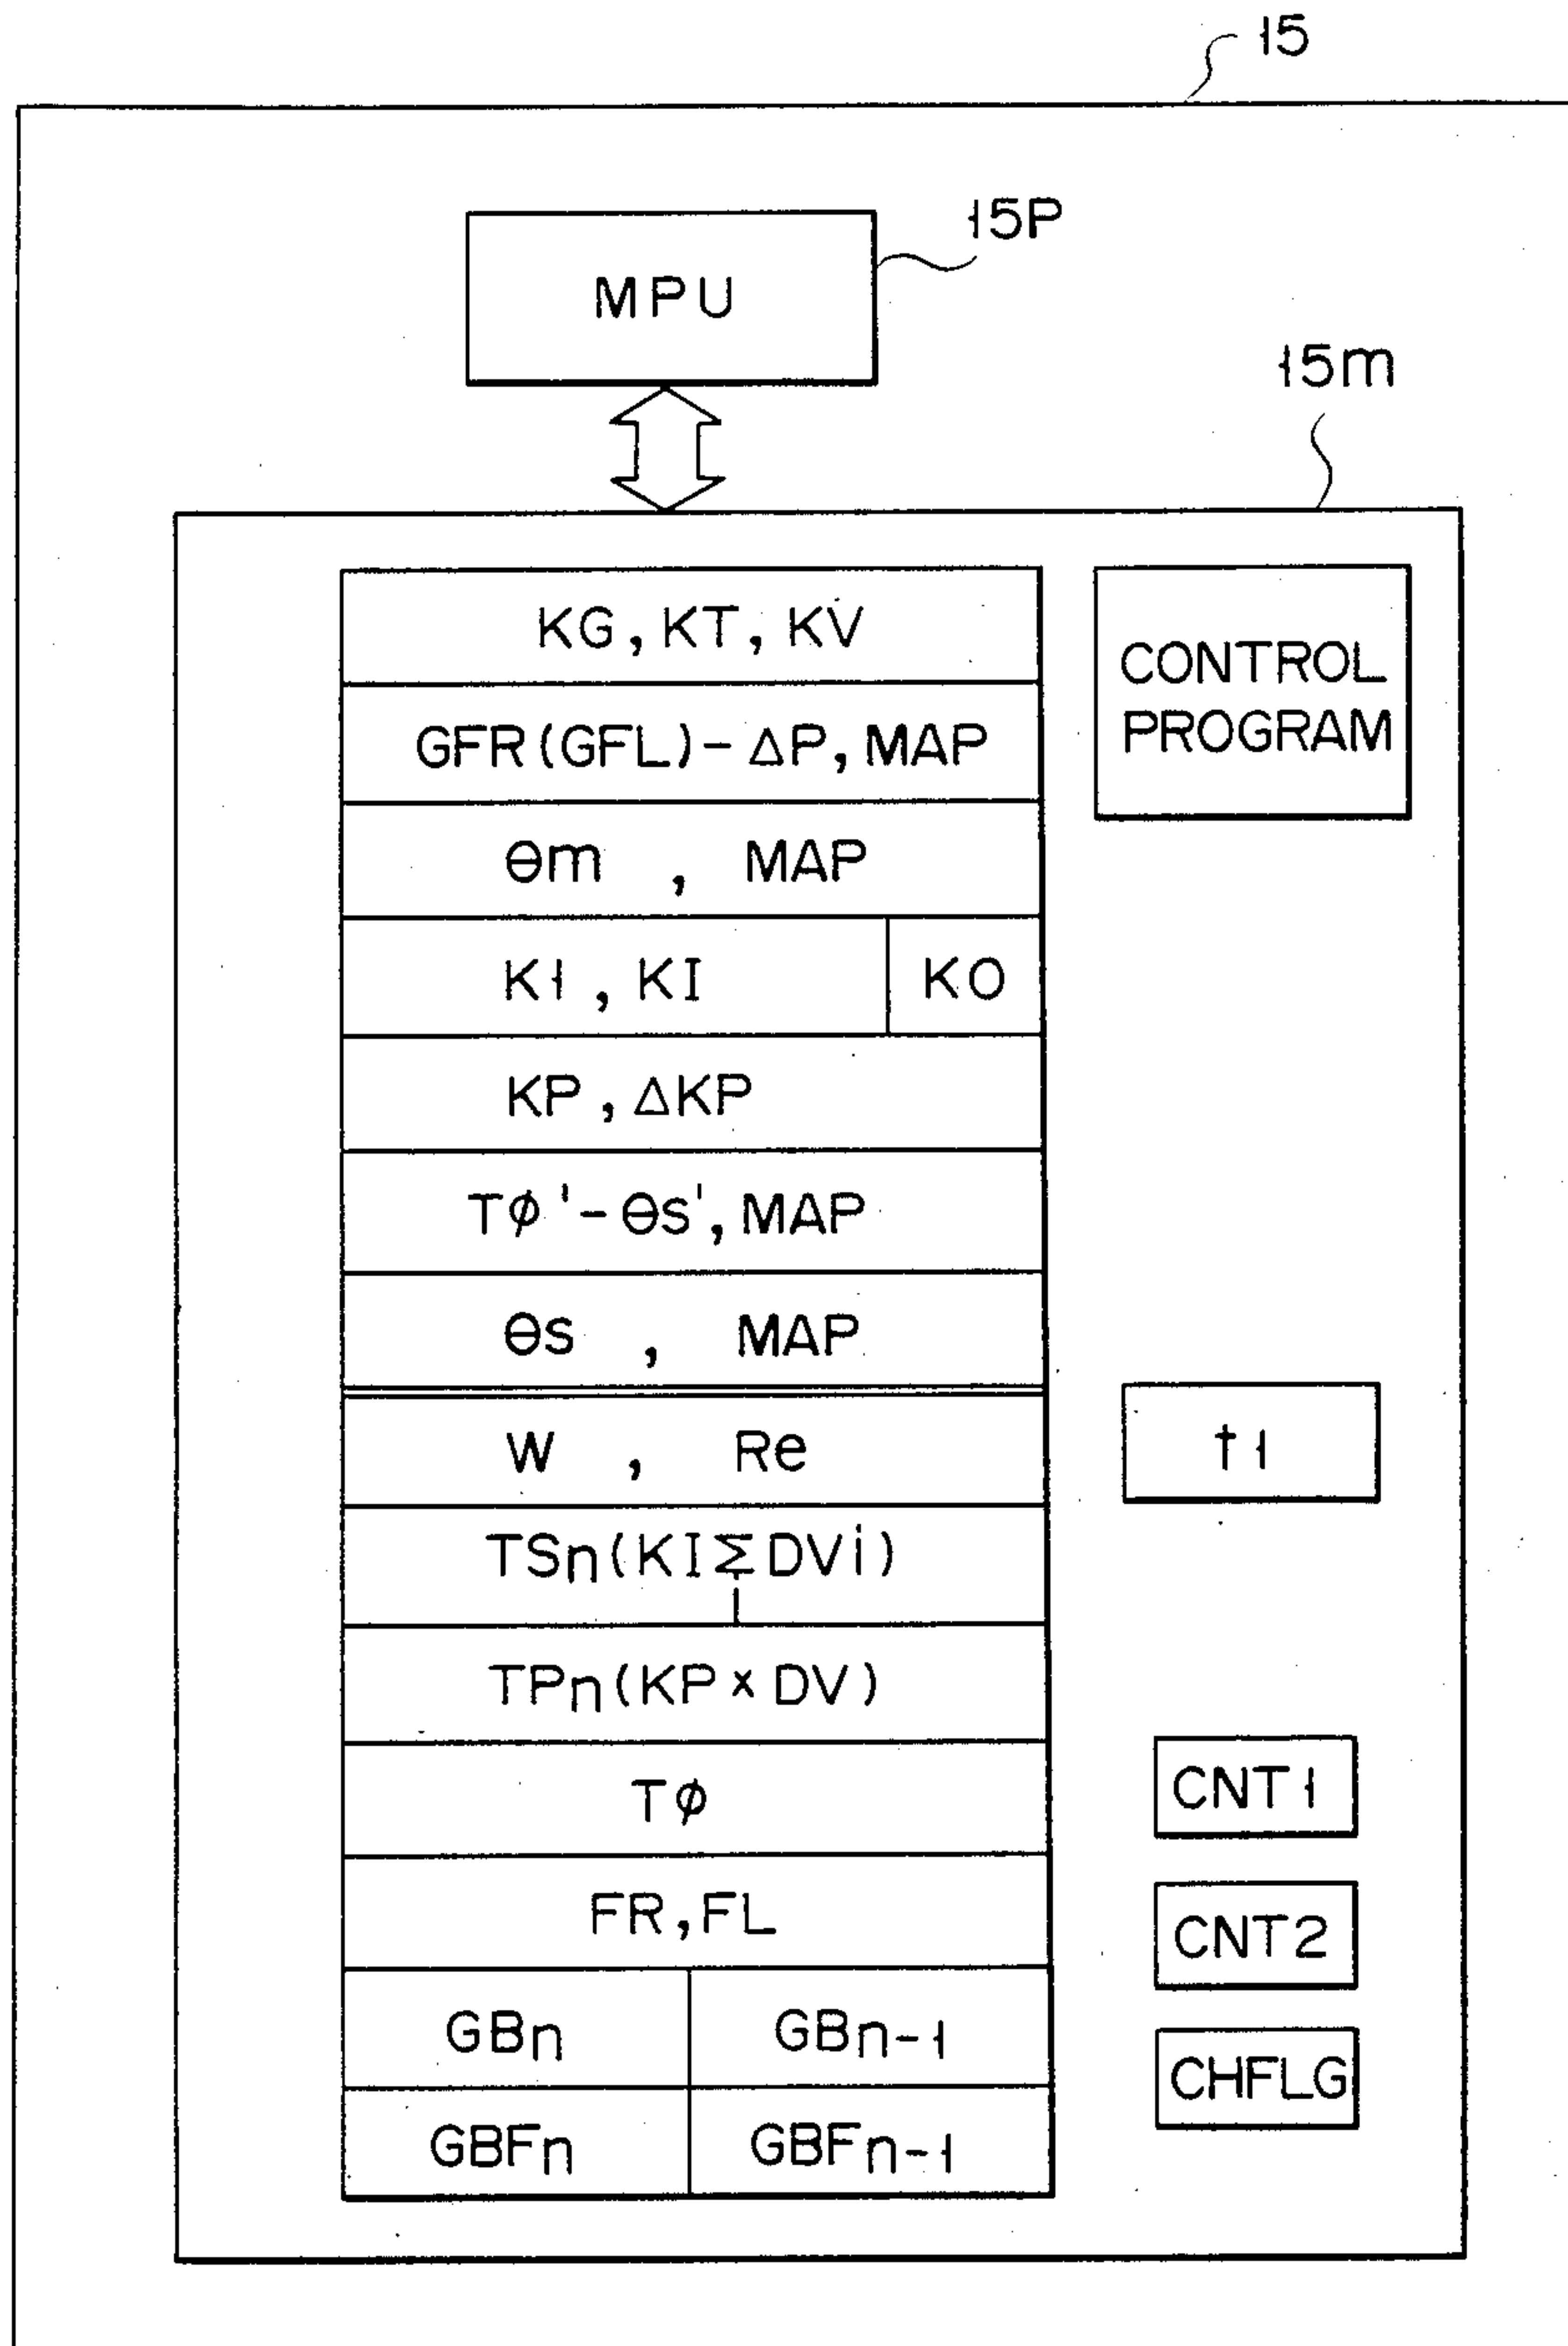 15
15P
MPU
15m
KG, KT, KV
CONTROL
PROGRAM
GFR(GFL)-ΔP, MAP
θm , MAP
K1, KI
KO
KP, ΔKP
Tφ'-θs', MAP
θs , MAP
W , Re
t1
TSn(KIΣDVi)
TPn(KP×DV)
Tφ
CNT1
FR, FL
CNT2
GBn
GBn-1
CHFLG
GBFn
GBFn-1